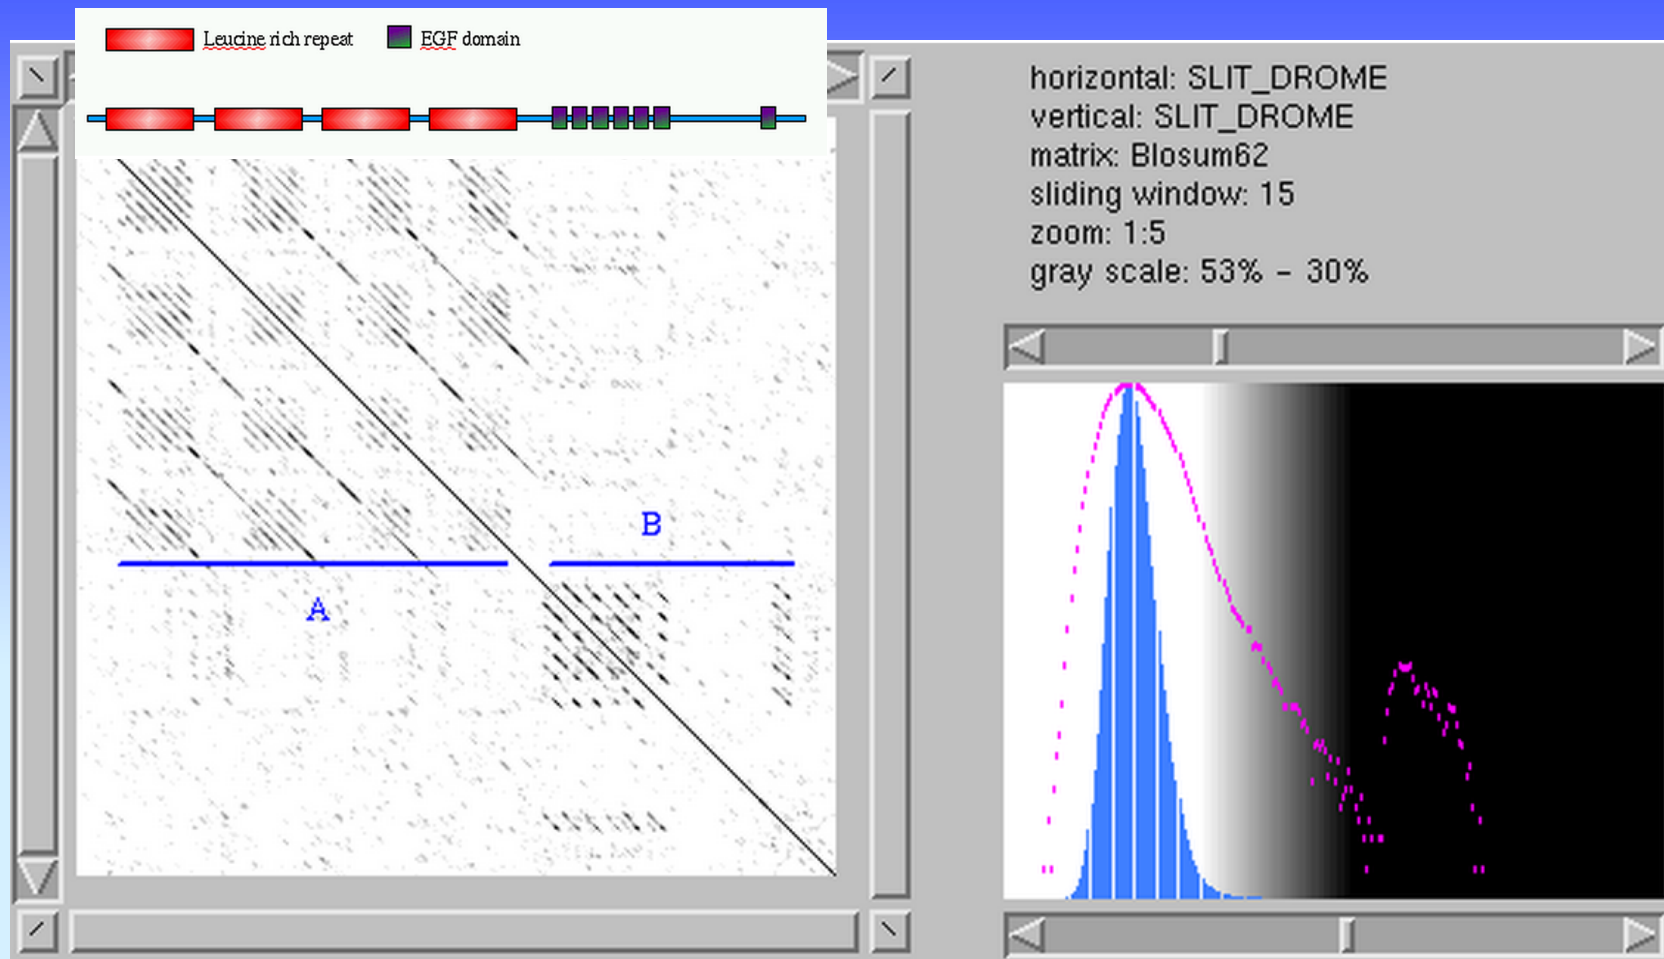 Leucine rich repeat
EGF domain
horizontal: SLIT_DROME
vertical: SLIT_DROME
matrix: Blosum62
sliding window: 15
zoom: 1:5
gray scale: 53% - 30%
B
A